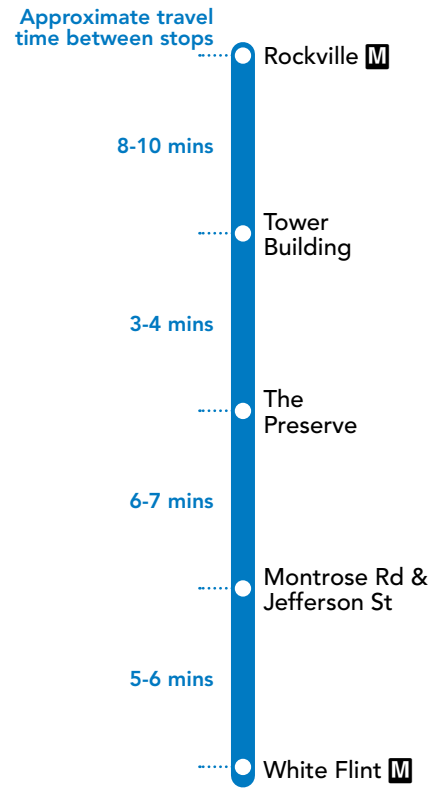 Approximate travel
time between stops
Rockville M
8-10 mins
Tower
Building
3-4 mins
The
Preserve
6-7 mins
Montrose Rd &
Jefferson St
5-6 mins
White Flint M